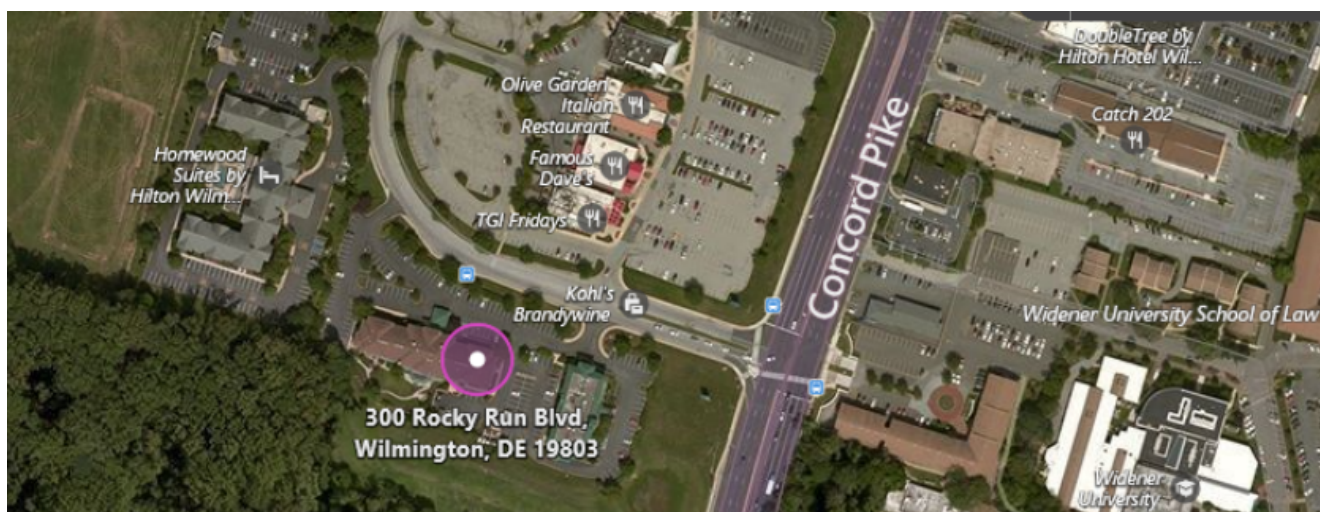 DoubleTree by
Hilton Hotel Wil...
Olive Garden
Italian
Restaurant
Catch 202
Concord Pike
Homewood
Suites by
Hilton Wilm...
Famous
Dave's
TGI Fridays
Kohl's
Brandywine
Widener University School of Law
300 Rocky Run Blvd,
Wilmington, DE 19803
Widener
University